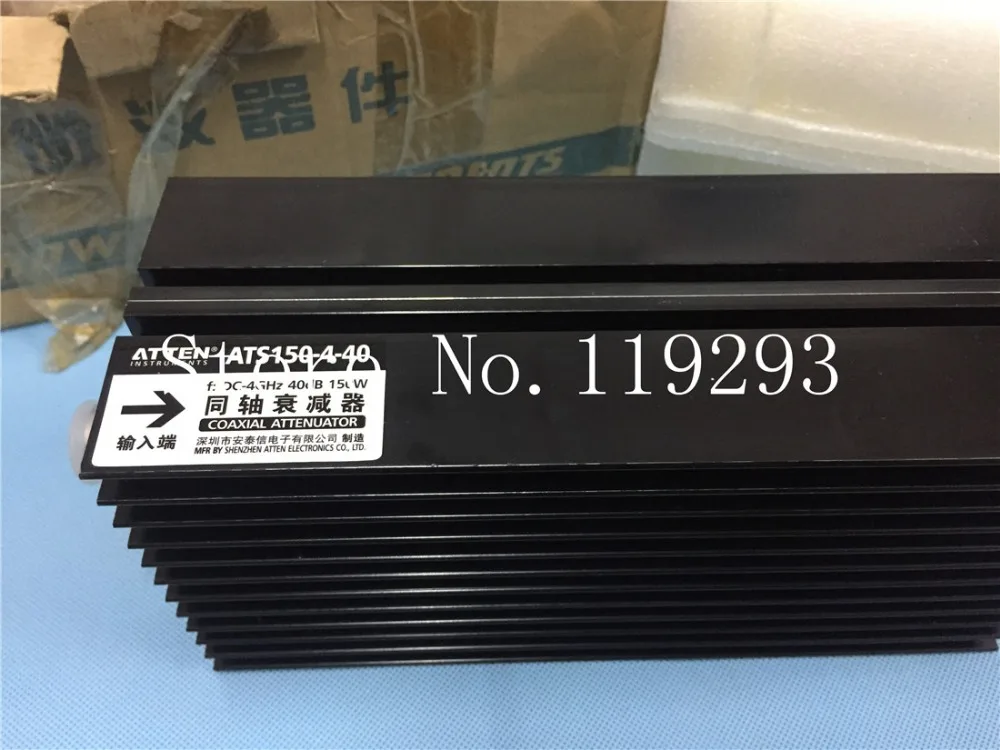 器件
ATTEN® ATS150-4-40
INSTRUMENTS
Store No.119293
f: DC-4GHz 40dB 150W
同轴衰减器
COAXIAL ATTENUATOR
输入端
深圳市安泰信电子有限公司 制造
MFR BY SHENZHEN ATTEN ELECTRONICS CO., LTD.